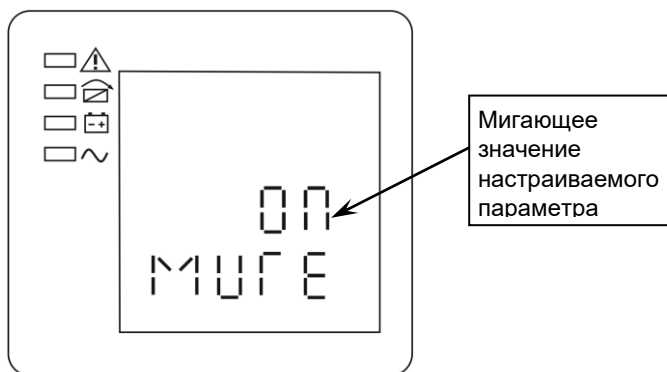 ON
MUTE
Мигающее
значение
настраиваемого
параметра